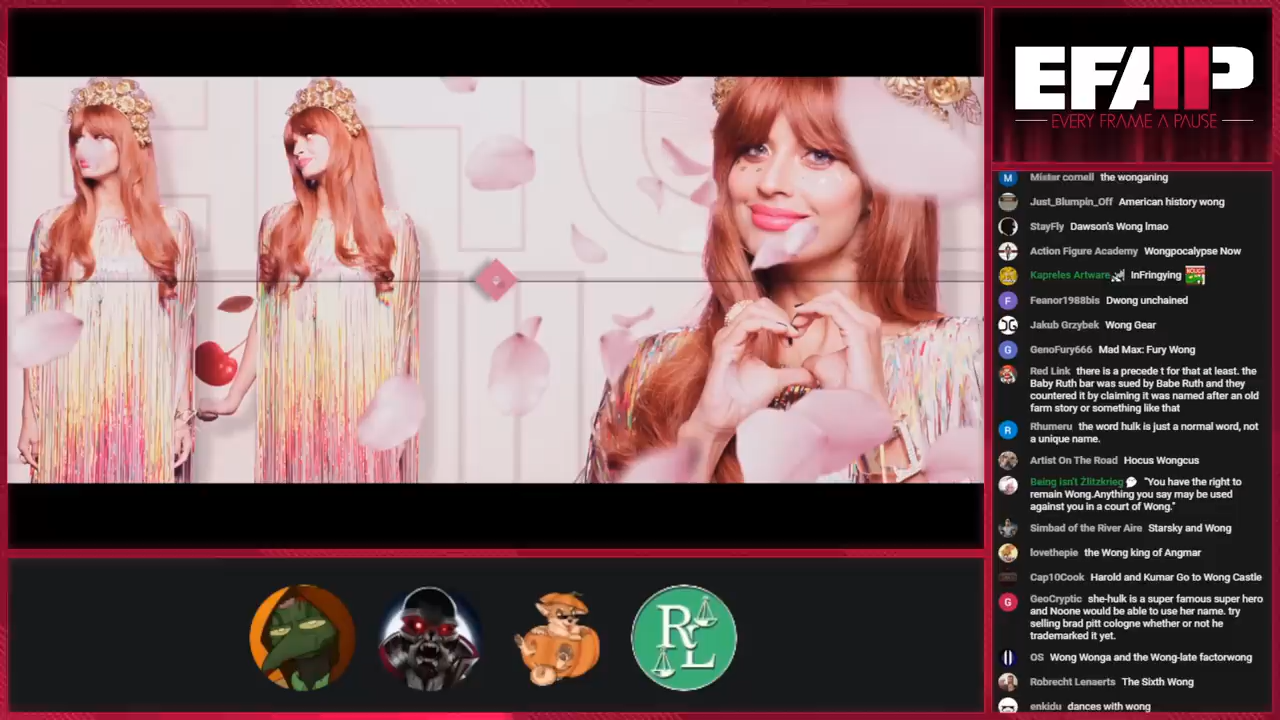 EFAP
EVERY FRAME A PAUSE
Mister cornell the wonganing
Just_Blumpin_Off American history wong
StayFly Dawson's Wong lmao
Action Figure Academy Wongpocalypse Now
Kapreles Artware InFringying
Feanor1988bis Dwong unchained
Jakub Grzybek Wong Gear
GenoFury666 Mad Max: Fury Wong
Red Link there is a precede t for that at least. the
Baby Ruth bar was sued by Babe Ruth and they
countered it by claiming it was named after an old
farm story or something like that
Rhumeru the word hulk is just a normal word, not
a unique name.
Artist On The Road Hocus Wongcus
Being isn't Zlitzkrieg "You have the right to
remain Wong.Anything you say may be used
against you in a court of Wong."
Simbad of the River Aire Starsky and Wong
lovethepie the Wong king of Angmar
Cap10Cook Harold and Kumar Go to Wong Castle
GeoCryptic she-hulk is a super famous super hero
and Noone would be able to use her name. try
selling brad pitt cologne whether or not he
trademarked it yet.
OS Wong Wonga and the Wong-late factorwong
Robrecht Lenaerts The Sixth Wong
enkidu dances with wong
RL